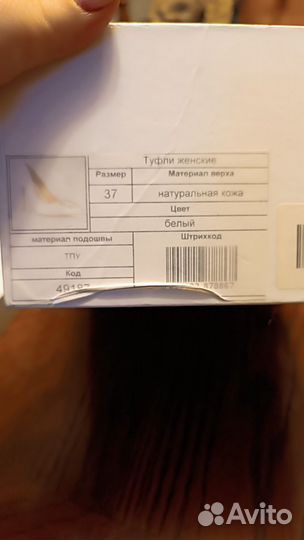 Туфли женские
Размер Материал верха
37 натуральная кожа
Цвет
белый
материал подошвы Штрихкод
ТПУ
Код
Avito